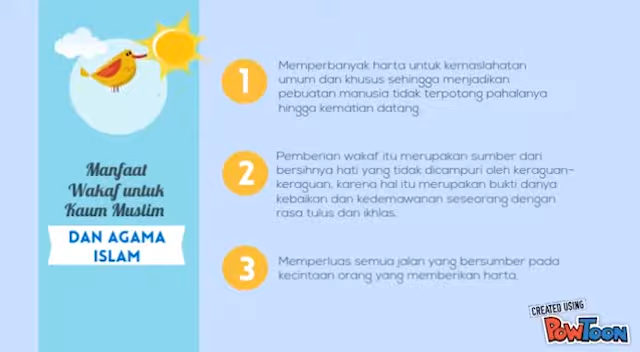 Manfaat
Wakaf untuk
Kaum Muslim
DAN AGAMA
ISLAM
1
Memperbanyak harta untuk kemaslahatan
umum dan khusus sehingga menjadikan
pebuatan manusia tidak terpotong pahalanya
hingga kematian datang
2
Pemberian wakaf itu merupakan sumber dari
bersihnya hati yang tidak dicampuri oleh keraguan-
keraguan, karena hal itu merupakan bukti danya
kebaikan dan kedemawanan seseorang dengan
rasa tulus dan ikhlas.
3
Memperluas semua jalan yang bersumber pada
kecintaan orang yang memberikan harta.
CREATED USING
POWTOON